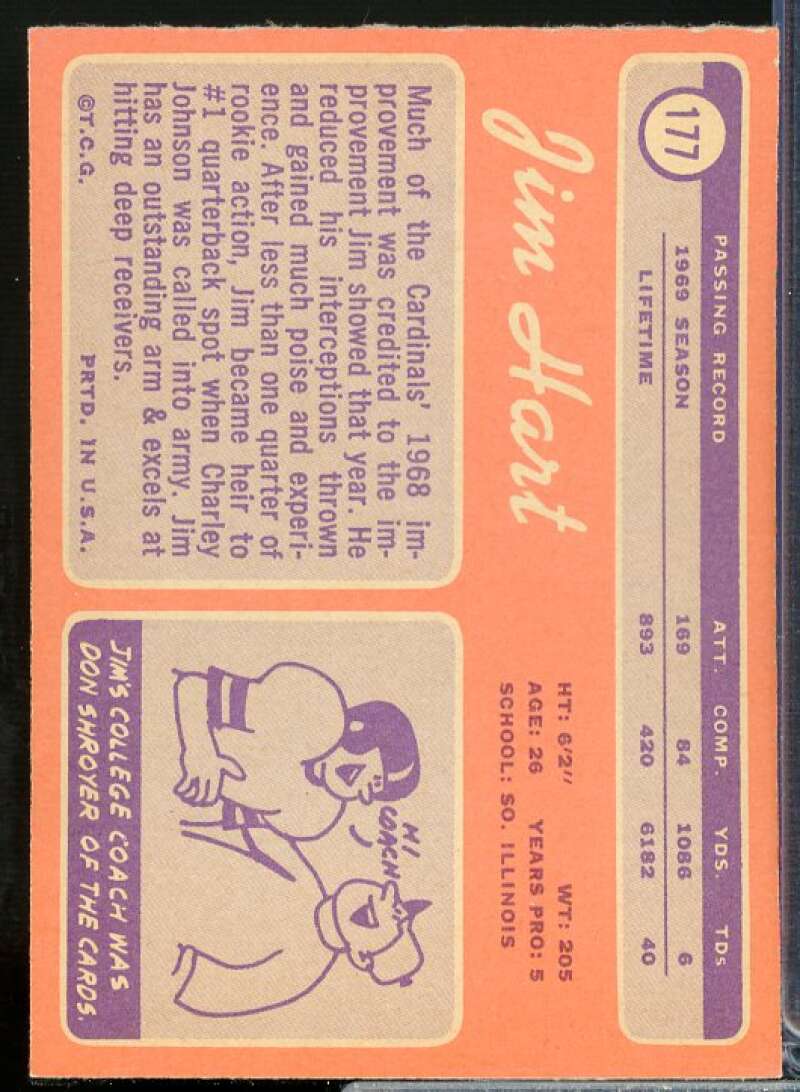 177
PASSING RECORD ATT. COMP. YDS. TDs
1969 SEASON 169 84 1086 6
LIFETIME 893 420 6182 40
Jim Hart
HT: 6'2" WT: 205
AGE: 26 YEARS PRO: 5
SCHOOL: SO. ILLINOIS
Much of the Cardinals' 1968 im-
provement was credited to the im-
provement Jim showed that year. He
reduced his interceptions thrown
and gained much poise and experi-
ence. After less than one quarter of
rookie action, Jim became heir to
#1 quarterback spot when Charley
Johnson was called into army. Jim
has an outstanding arm & excels at
hitting deep receivers.
©T.C.G. PRTD. IN U.S.A.
HI
COACH
JIM'S COLLEGE COACH WAS
DON SHROYER OF THE CARDS.